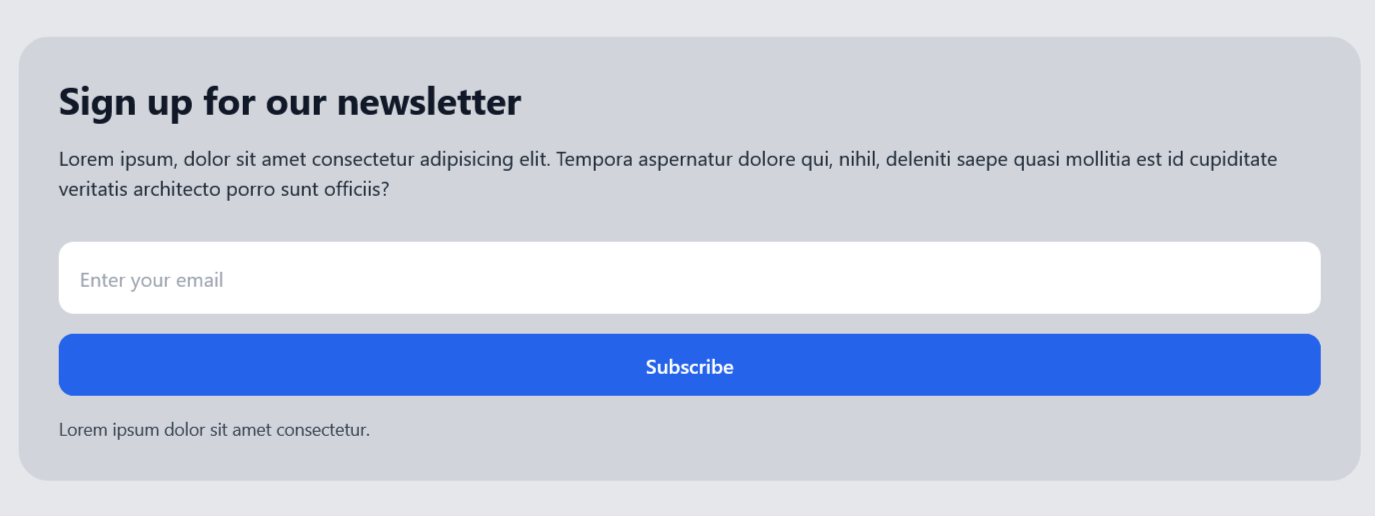 Sign up for our newsletter
Lorem ipsum, dolor sit amet consectetur adipisicing elit. Tempora aspernatur dolore qui, nihil, deleniti saepe quasi mollitia est id cupiditate
veritatis architecto porro sunt officiis?
Enter your email
Subscribe
Lorem ipsum dolor sit amet consectetur.